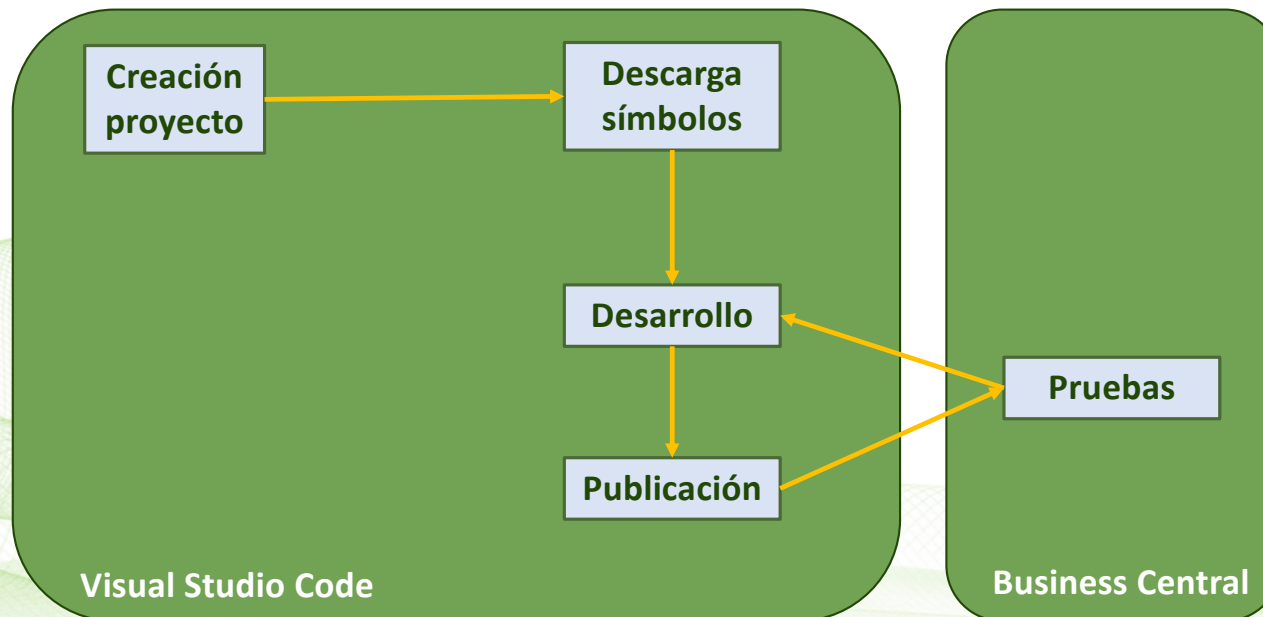 Creación
proyecto
Descarga
símbolos
Desarrollo
Pruebas
Publicación
Visual Studio Code
Business Central